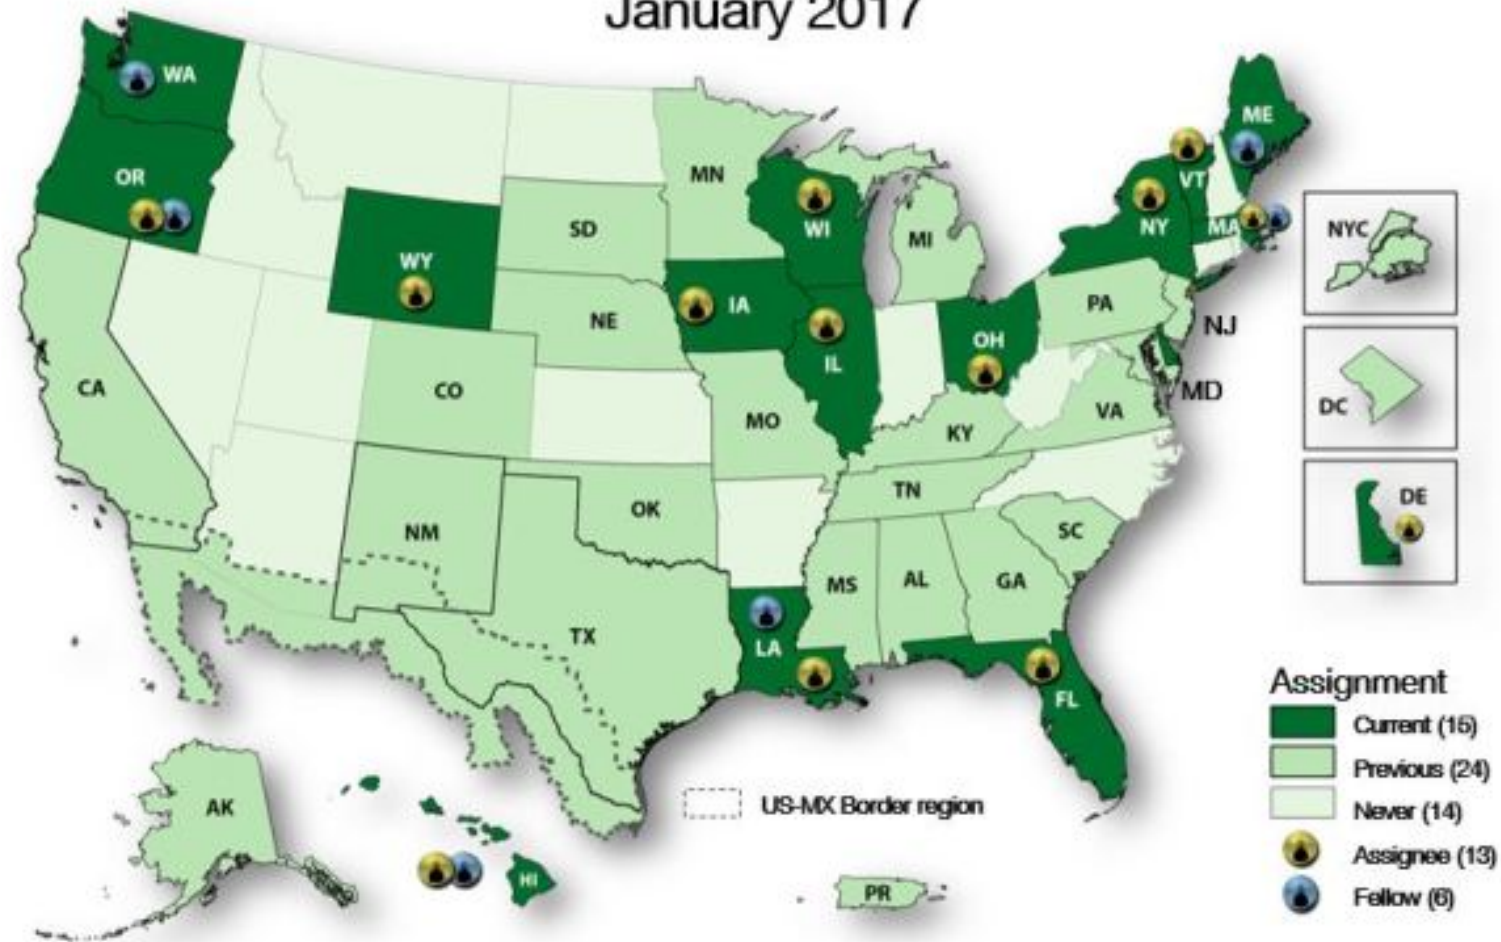 January 2017
WA
ME
MN
OR
VT
SD
WI
NY
MA
NYC
MI
WY
IA
PA
NE
NJ
OH
IL
CA
CO
MD
DC
MO
VA
KY
TN
DE
OK
NM
SC
MS
AL
GA
TX
LA
Assignment
FL
Current (15)
Previous (24)
AK
US-MX Border region
Never (14)
Assignee (13)
HI
PR
Fellow (6)